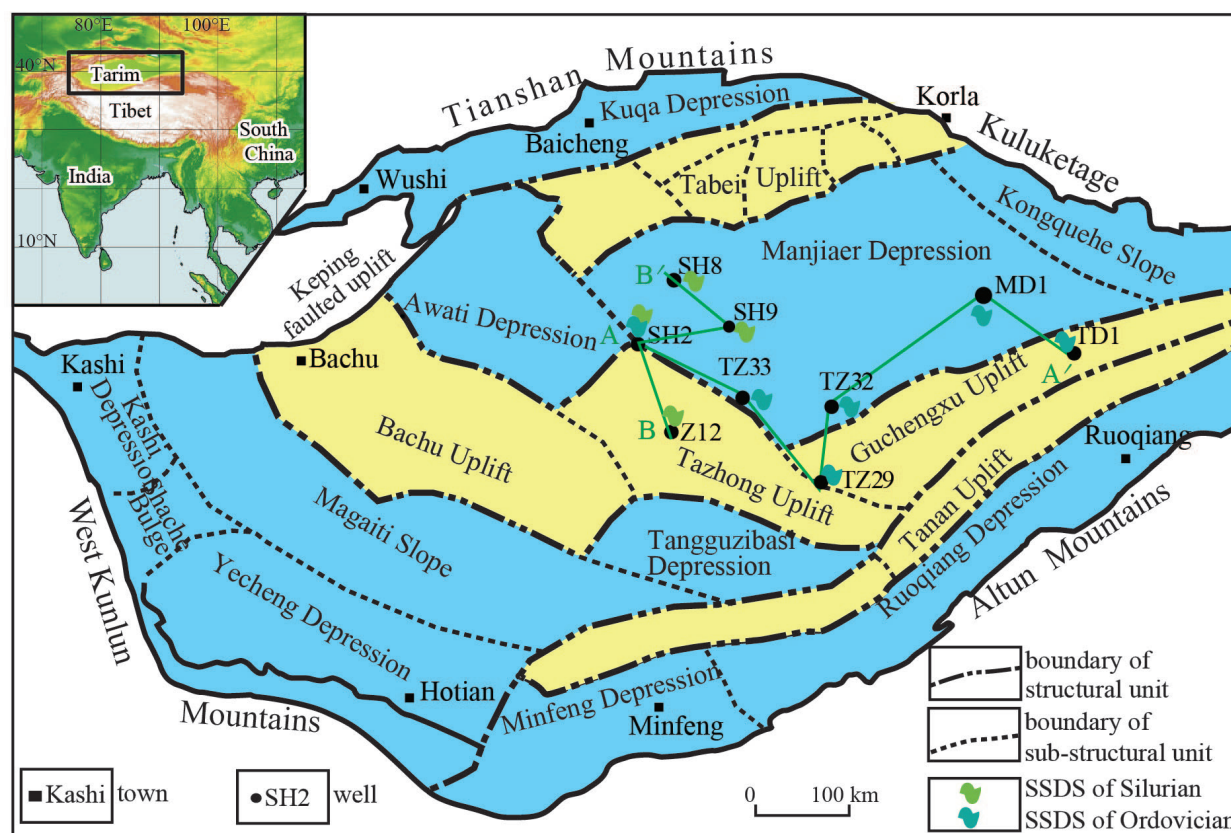 80°E
100°E
40°N
Tarim
Tibet
South
China
India
10°N
Tianshan Mountains
Kuqa Depression
Baicheng
Korla
Kuluketage
Wushi
Tabei Uplift
Kongquehe Slope
Keping
faulted uplift
Manjiaer Depression
Awati Depression
B′
SH8
SH9
MD1
A
SH2
TD1
A′
Kashi
Bachu
TZ33
TZ32
Guchengxu Uplift
Ruoqiang
Kashi
Depression
Bachu Uplift
B
Z12
Tazhong Uplift
TZ29
Tanan Uplift
Shache
Bulge
Magaiti Slope
Tangguzibasi
Depression
Ruoqiang Depression
Altun Mountains
West Kunlun
Mountains
Yecheng Depression
Hotian
Minfeng Depression
Minfeng
boundary of
structural unit
boundary of
sub-structural unit
Kashi town
SH2 well
0 100 km
SSDS of Silurian
SSDS of Ordovician